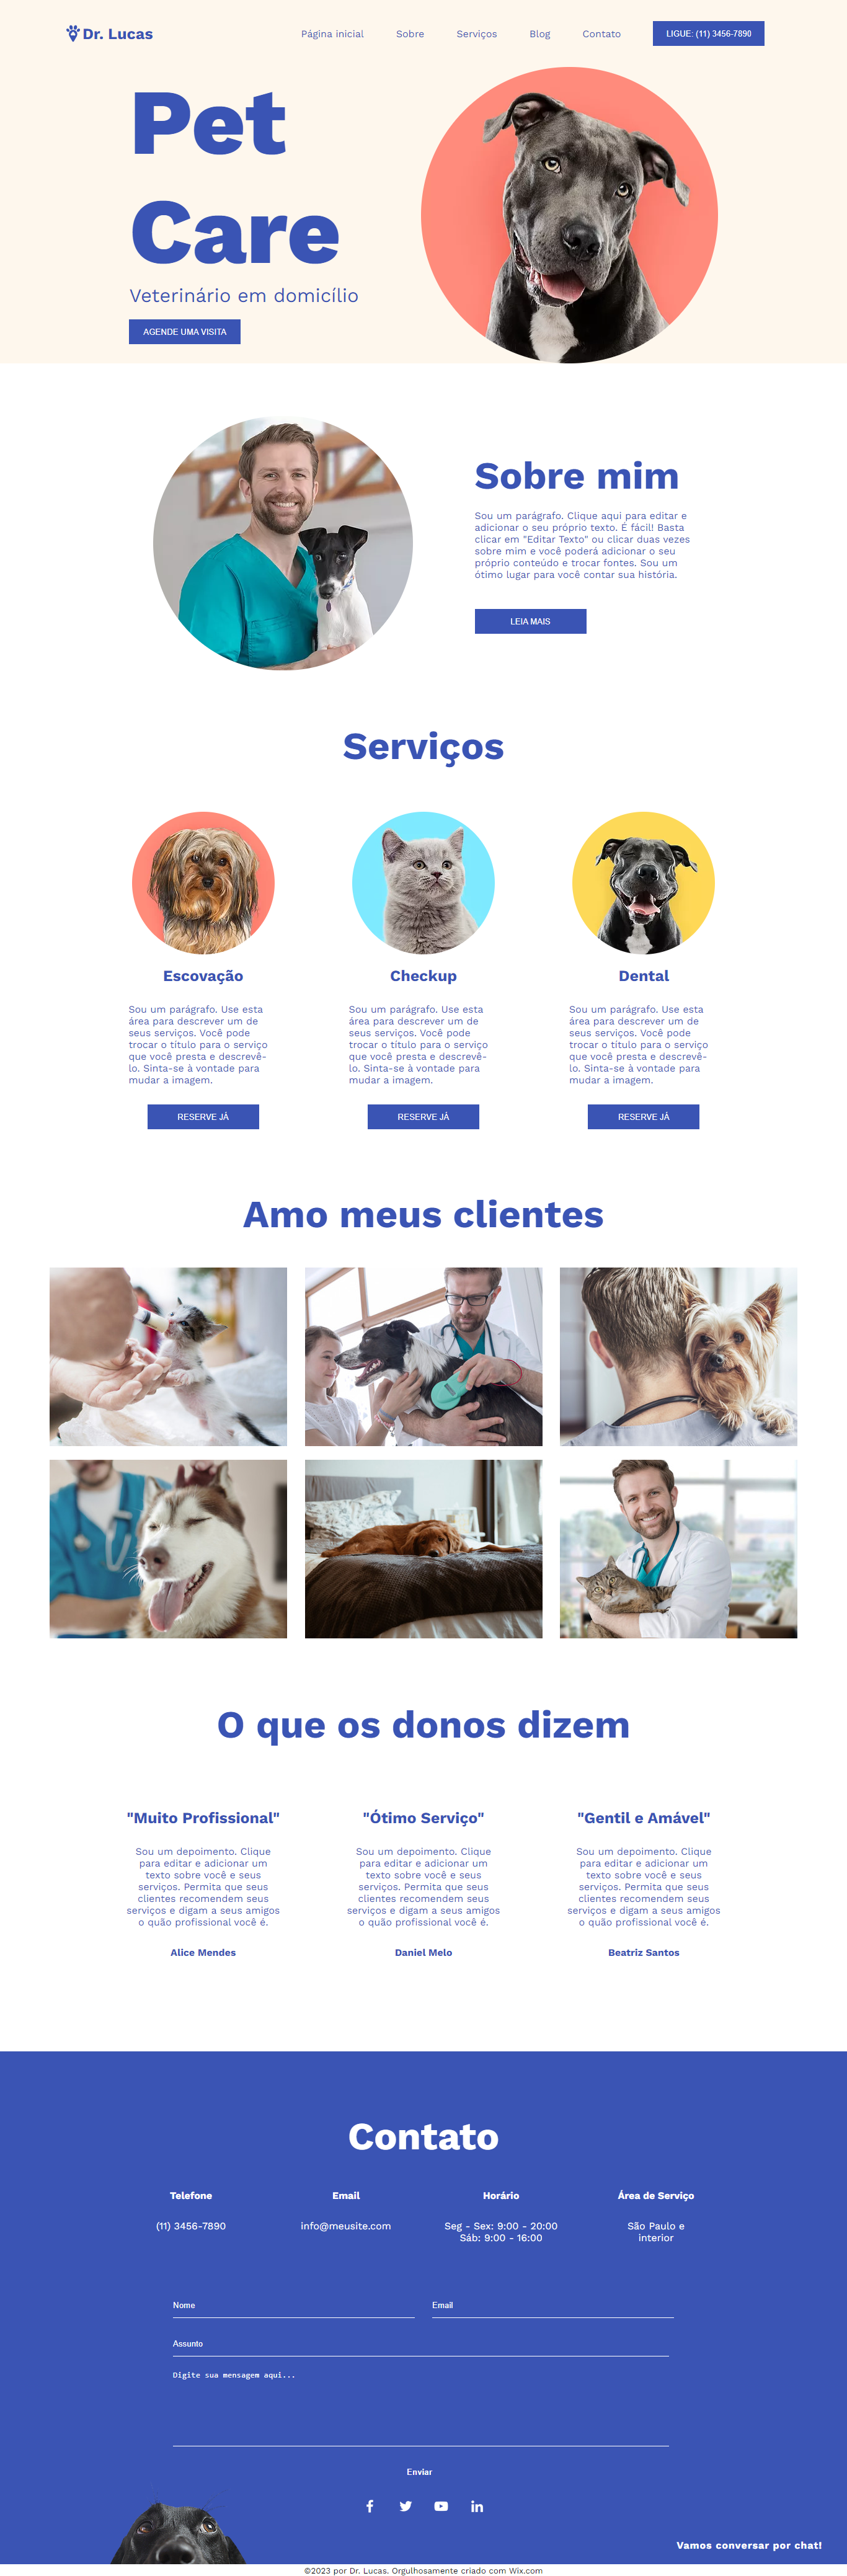 Dr. Lucas
Página inicial Sobre Serviços Blog Contato LIGUE: (11) 3456-7890
Pet
Care
Veterinário em domicílio
AGENDE UMA VISITA
Sobre mim
Sou um parágrafo. Clique aqui para editar e
adicionar o seu próprio texto. É fácil! Basta
clicar em "Editar Texto" ou clicar duas vezes
sobre mim e você poderá adicionar o seu
próprio conteúdo e trocar fontes. Sou um
ótimo lugar para você contar sua história.
LEIA MAIS
Serviços
Escovação
Sou um parágrafo. Use esta
área para descrever um de
seus serviços. Você pode
trocar o título para o serviço
que você presta e descrevê-
lo. Sinta-se à vontade para
mudar a imagem.
RESERVE JÁ
Checkup
Sou um parágrafo. Use esta
área para descrever um de
seus serviços. Você pode
trocar o título para o serviço
que você presta e descrevê-
lo. Sinta-se à vontade para
mudar a imagem.
RESERVE JÁ
Dental
Sou um parágrafo. Use esta
área para descrever um de
seus serviços. Você pode
trocar o título para o serviço
que você presta e descrevê-
lo. Sinta-se à vontade para
mudar a imagem.
RESERVE JÁ
Amo meus clientes
O que os donos dizem
"Muito Profissional"
Sou um depoimento. Clique
para editar e adicionar um
texto sobre você e seus
serviços. Permita que seus
clientes recomendem seus
serviços e digam a seus amigos
o quão profissional você é.
Alice Mendes
"Ótimo Serviço"
Sou um depoimento. Clique
para editar e adicionar um
texto sobre você e seus
serviços. Permita que seus
clientes recomendem seus
serviços e digam a seus amigos
o quão profissional você é.
Daniel Melo
"Gentil e Amável"
Sou um depoimento. Clique
para editar e adicionar um
texto sobre você e seus
serviços. Permita que seus
clientes recomendem seus
serviços e digam a seus amigos
o quão profissional você é.
Beatriz Santos
Contato
Telefone
(11) 3456-7890
Email
info@meusite.com
Horário
Seg - Sex: 9:00 - 20:00
Sáb: 9:00 - 16:00
Área de Serviço
São Paulo e
interior
Nome
Email
Assunto
Digite sua mensagem aqui...
Enviar
Vamos conversar por chat!
©2023 por Dr. Lucas. Orgulhosamente criado com Wix.com